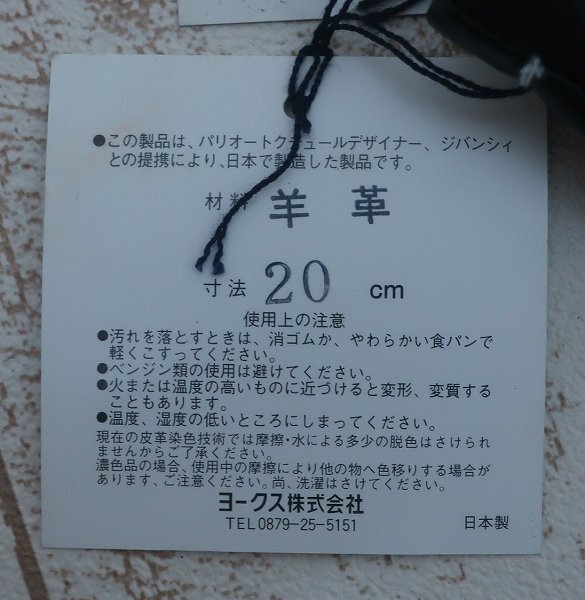 ●この製品は、パリオートクチュールデザイナー、ジバンシィ
との提携により、日本で製造した製品です。
材料 羊 革
寸法 20 cm
使用上の注意
●汚れを落とすときは、消ゴムか、やわらかい食パンで
軽くこすってください。
●ベンジン類の使用は避けてください。
●火または温度の高いものに近づけると変形、変質する
こともあります。
●温度、湿度の低いところにしまってください。
現在の皮革染色技術では摩擦・水による多少の脱色はさけられ
ませんからご了承ください。
濃色品の場合、使用中の摩擦により他の物へ色移りする場合が
あります、ご注意ください。尚、洗濯はさけてください。
ヨークス株式会社
TEL0879-25-5151
日本製